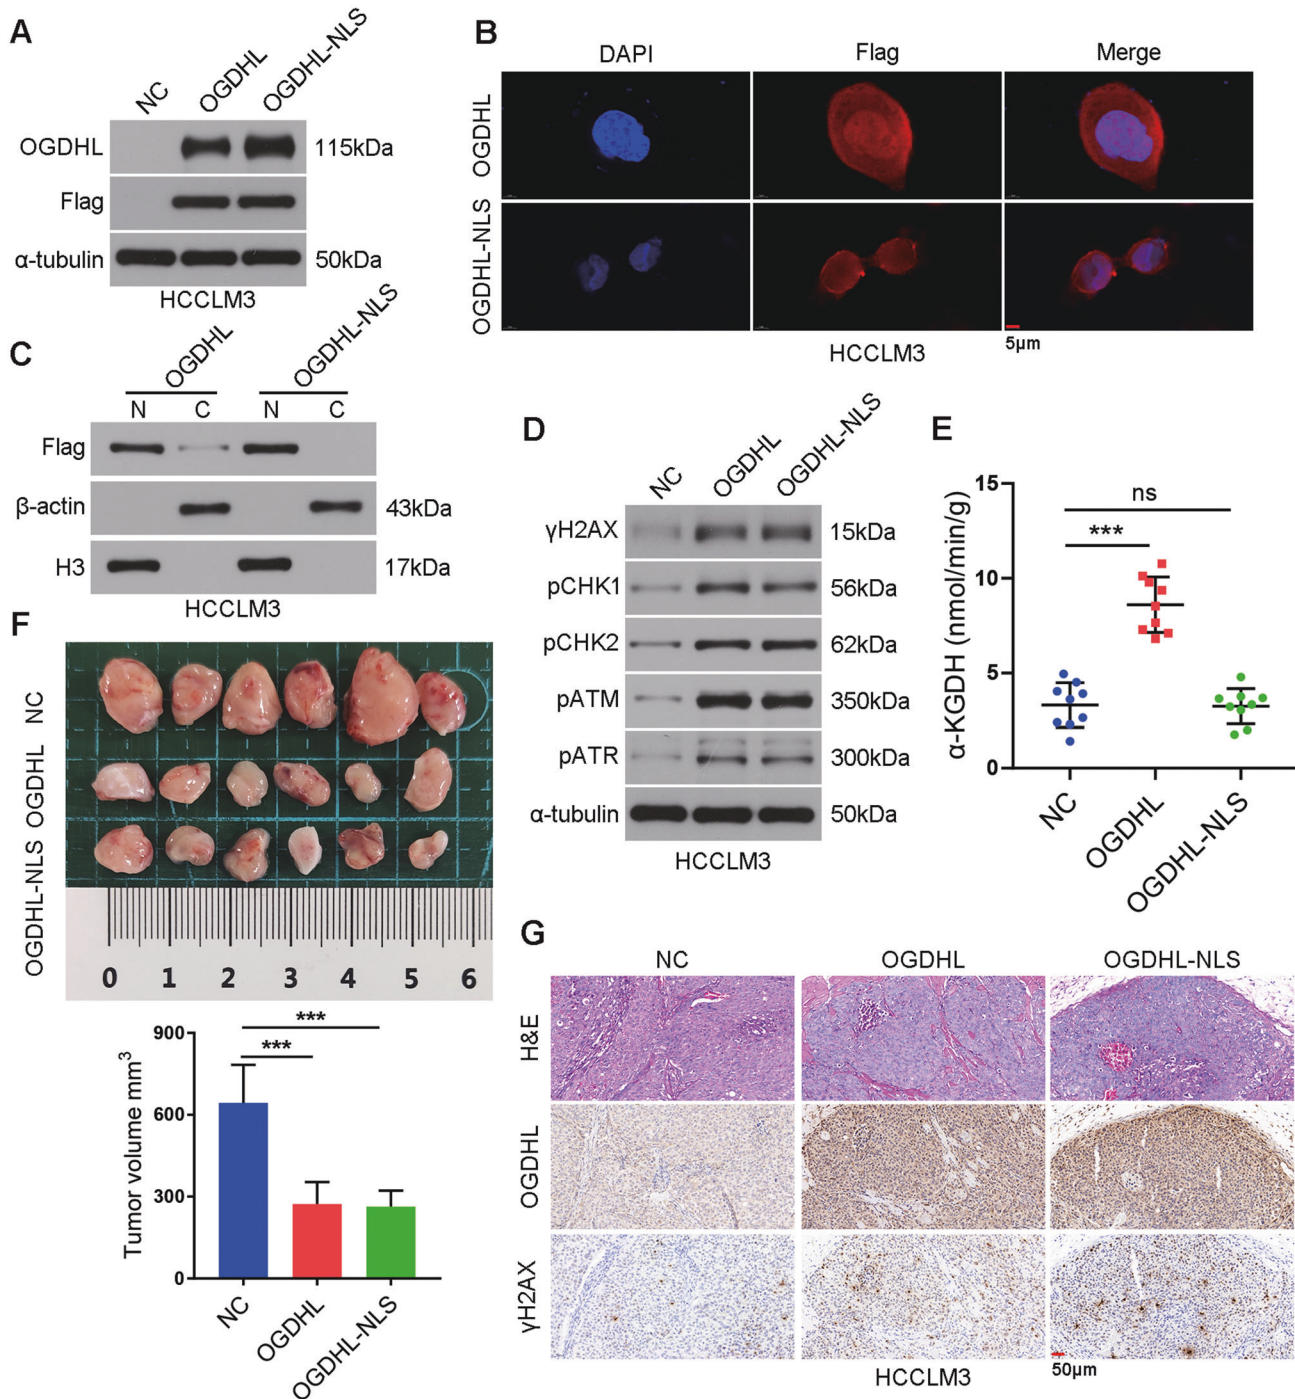 A
NC OGDHL OGDHL-NLS
OGDHL 115kDa
Flag
α-tubulin 50kDa
HCCLM3
B
DAPI Flag Merge
OGDHL
OGDHL-NLS
5μm
HCCLM3
C
OGDHL OGDHL-NLS
N C N C
Flag
β-actin 43kDa
H3 17kDa
HCCLM3
D
NC OGDHL OGDHL-NLS
γH2AX 15kDa
pCHK1 56kDa
pCHK2 62kDa
pATM 350kDa
pATR 300kDa
α-tubulin 50kDa
HCCLM3
E
α-KGDH (nmol/min/g)
15
10
5
0
ns
***
NC OGDHL OGDHL-NLS
F
NC
OGDHL
OGDHL-NLS
0 1 2 3 4 5 6
Tumor volume mm³
900
600
300
0
***
***
NC OGDHL OGDHL-NLS
G
NC OGDHL OGDHL-NLS
H&E
OGDHL
γH2AX
50μm
HCCLM3